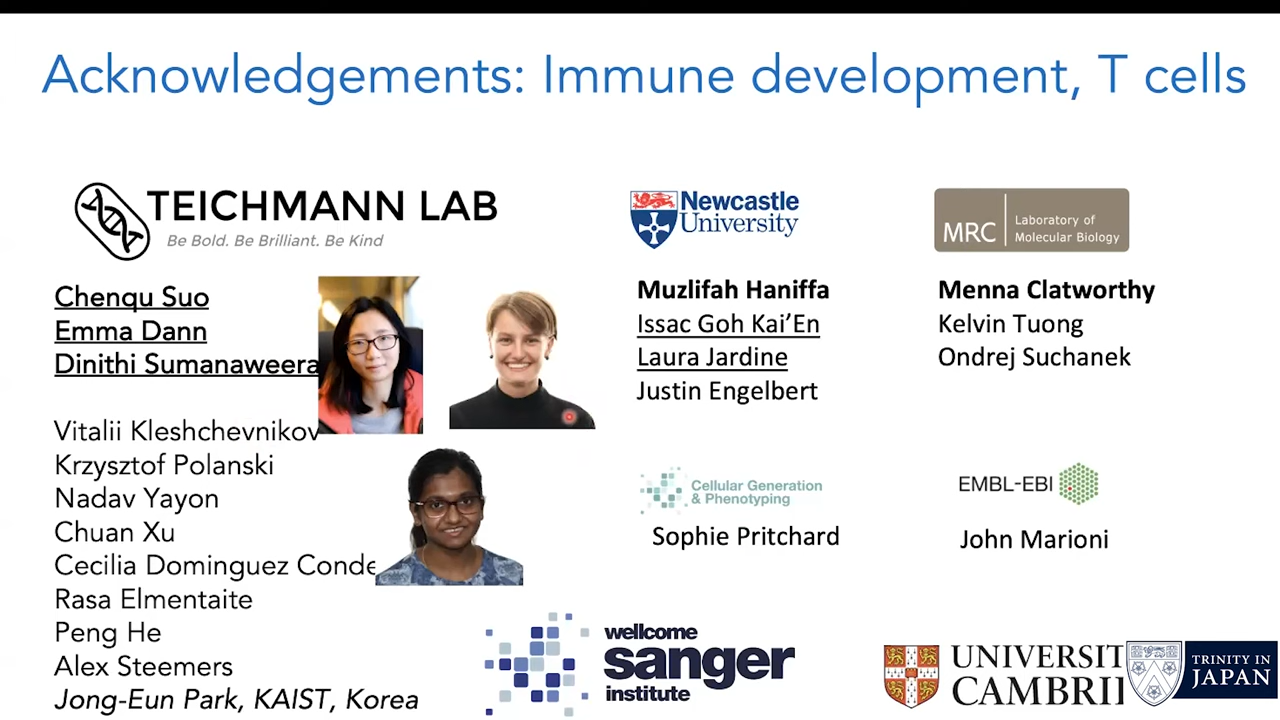 Acknowledgements: Immune development, T cells
TEICHMANN LAB
Be Bold. Be Brilliant. Be Kind
Chenqu Suo
Emma Dann
Dinithi Sumanaweera
Vitalii Kleshchevnikov
Krzysztof Polanski
Nadav Yayon
Chuan Xu
Cecilia Dominguez Conde
Rasa Elmentaite
Peng He
Alex Steemers
Jong-Eun Park, KAIST, Korea
Newcastle
University
Muzlifah Haniffa
Issac Goh Kai’En
Laura Jardine
Justin Engelbert
MRC
Laboratory of
Molecular Biology
Menna Clatworthy
Kelvin Tuong
Ondrej Suchanek
Cellular Generation
& Phenotyping
Sophie Pritchard
EMBL-EBI
John Marioni
wellcome
sanger
institute
UNIVERSIT
CAMBRI
TRINITY IN
JAPAN